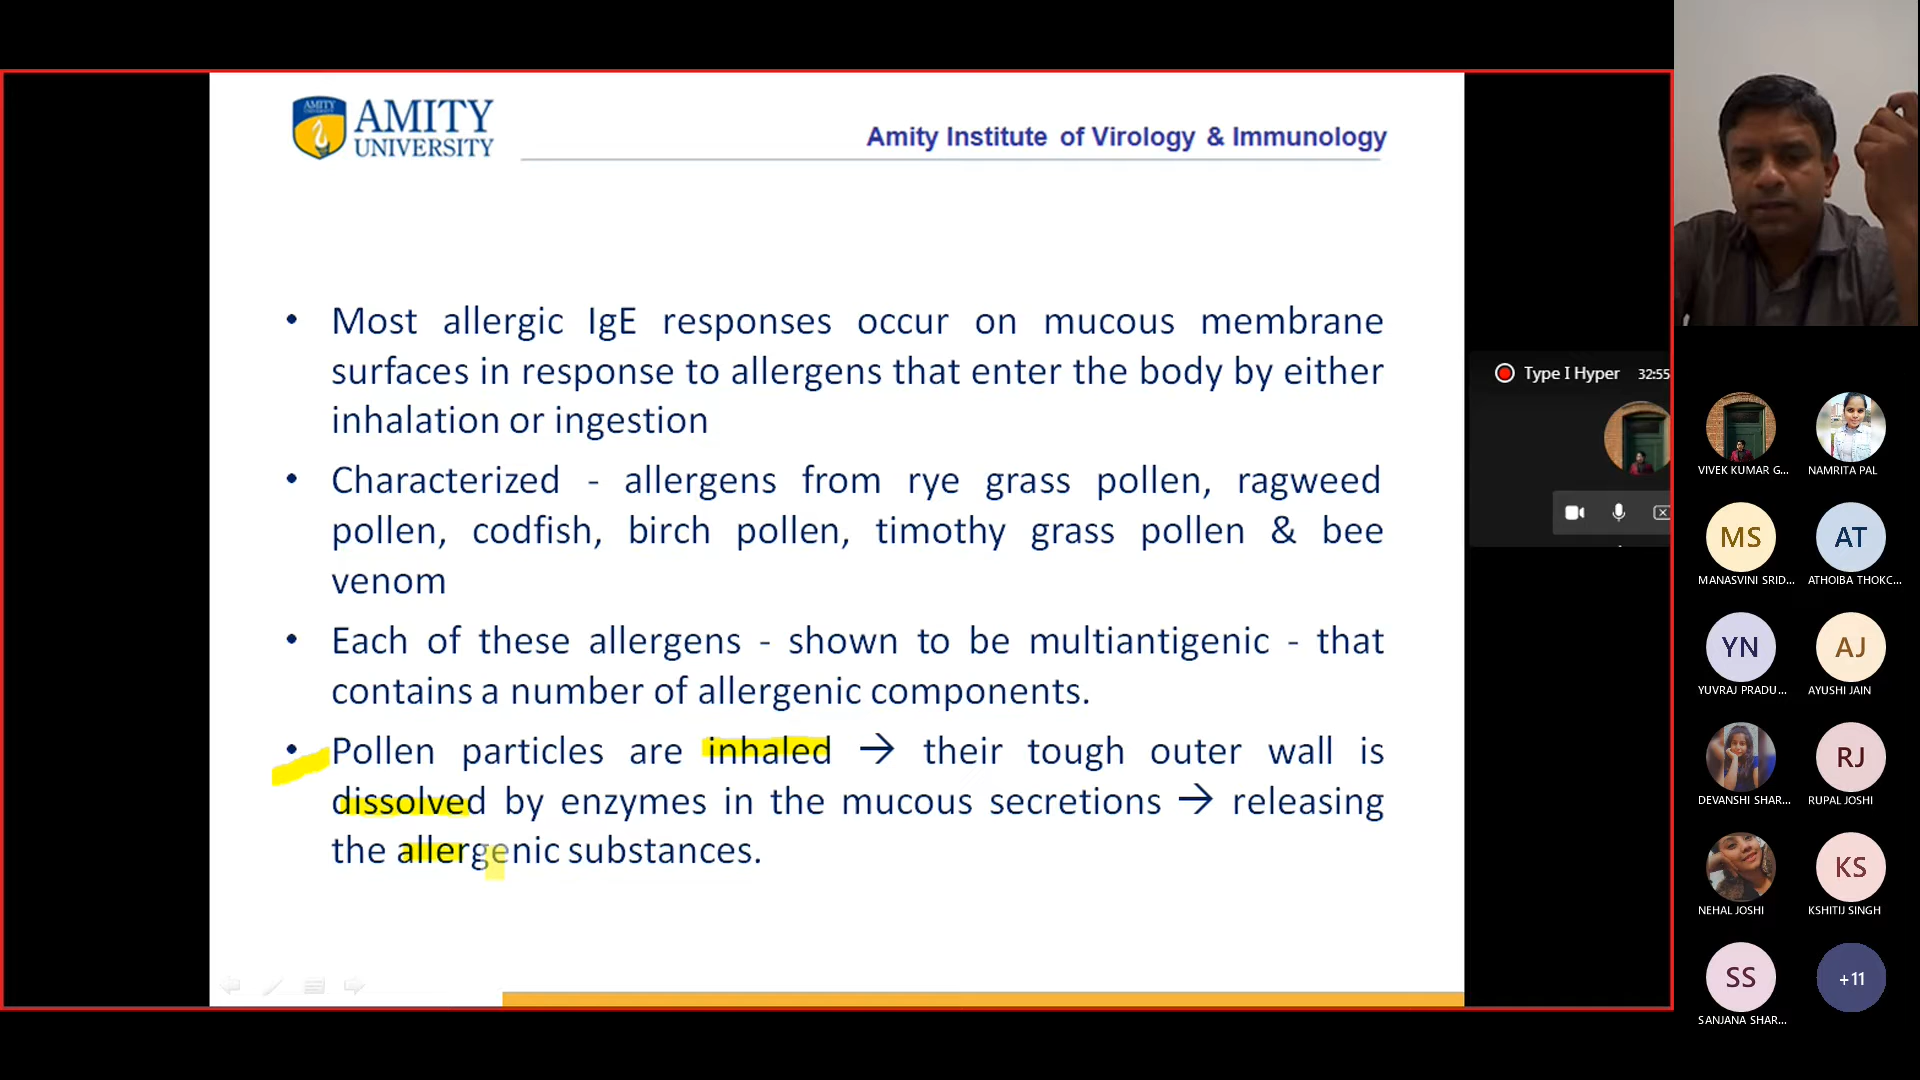 AMITY
AMITY
UNIVERSITY
Amity Institute of Virology & Immunology
• Most allergic IgE responses occur on mucous membrane
surfaces in response to allergens that enter the body by either
inhalation or ingestion
• Characterized - allergens from rye grass pollen, ragweed
pollen, codfish, birch pollen, timothy grass pollen & bee
venom
• Each of these allergens - shown to be multiantigenic - that
contains a number of allergenic components.
• Pollen particles are inhaled → their tough outer wall is
dissolved by enzymes in the mucous secretions → releasing
the allergenic substances.
Type I Hyper 32:55
VIVEK KUMAR G...
NAMRITA PAL
MS
AT
MANASVINI SRID...
ATHOIBA THOKC...
YN
AJ
YUVRAJ PRADU...
AYUSHI JAIN
RJ
DEVANSHI SHAR...
RUPAL JOSHI
KS
NEHAL JOSHI
KSHITIJ SINGH
SS
+11
SANJANA SHAR...